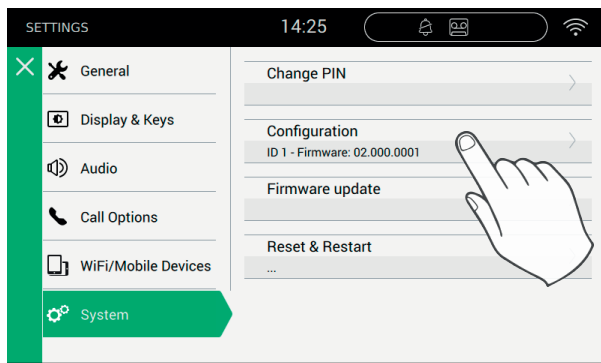 SETTINGS
14:25
General
Display & Keys
Audio
Call Options
WiFi/Mobile Devices
System
Change PIN
Configuration
ID 1 - Firmware: 02.000.0001
Firmware update
Reset & Restart
...